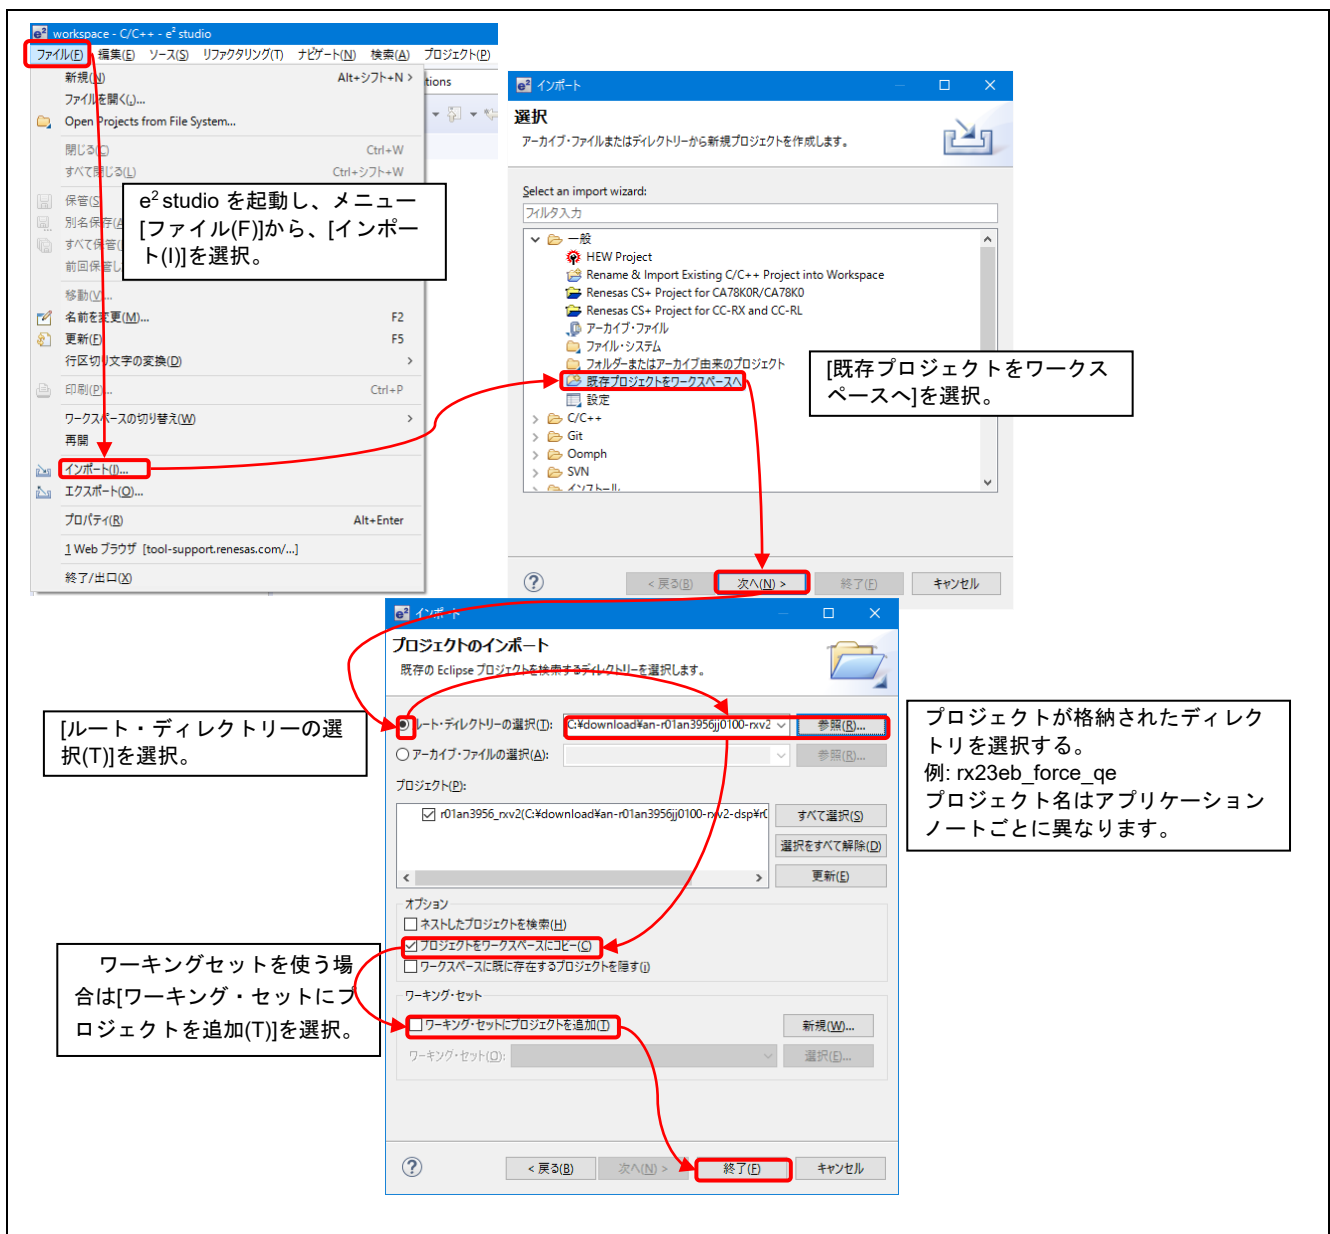 workspace - C/C++ - e² studio
ファイル(F) 編集(E) ソース(S) リファクタリング(T) ナビゲート(N) 検索(A) プロジェクト(P)
新規(N) Alt+シフト+N >
ファイルを開く(.)...
Open Projects from File System...
閉じる(C) Ctrl+W
すべて閉じる(L) Ctrl+シフト+W
保管(S)
別名保存(A)
すべて保管(
前回保管し
移動(V)...
名前を変更(M)... F2
更新(F) F5
行区切り文字の変換(D) >
印刷(P)... Ctrl+P
ワークスペースの切り替え(W) >
再開
インポート(I)...
エクスポート(O)...
プロパティ(R) Alt+Enter
1 Web ブラウザ [tool-support.renesas.com/...]
終了/出口(X)
tions
e² studio を起動し、メニュー
[ファイル(F)]から、[インポー
ト(I)]を選択。
インポート
選択
アーカイブ・ファイルまたはディレクトリーから新規プロジェクトを作成します。
Select an import wizard:
フィルタ入力
一般
HEW Project
Rename & Import Existing C/C++ Project into Workspace
Renesas CS+ Project for CA78K0R/CA78K0
Renesas CS+ Project for CC-RX and CC-RL
アーカイブ・ファイル
ファイル・システム
フォルダーまたはアーカイブ由来のプロジェクト
既存プロジェクトをワークスペースへ
設定
C/C++
Git
Oomph
SVN
インストール
< 戻る(B) 次へ(N) > 終了(F) キャンセル
[既存プロジェクトをワークス
ペースへ]を選択。
インポート
プロジェクトのインポート
既存の Eclipse プロジェクトを検索するディレクトリーを選択します。
ルート・ディレクトリーの選択(T): C:¥download¥an-r01an3956jj0100-rxv2 参照(R)...
アーカイブ・ファイルの選択(A): 参照(R)...
プロジェクト(P):
r01an3956_rxv2(C:¥download¥an-r01an3956jj0100-rxv2-dsp¥r0 すべて選択(S)
選択をすべて解除(D)
更新(E)
オプション
ネストしたプロジェクトを検索(H)
プロジェクトをワークスペースにコピー(C)
ワークスペースに既に存在するプロジェクトを隠す(i)
ワーキング・セット
ワーキング・セットにプロジェクトを追加(T) 新規(W)...
ワーキング・セット(O): 選択(E)...
< 戻る(B) 次へ(N) > 終了(F) キャンセル
[ルート・ディレクトリーの選
択(T)]を選択。
プロジェクトが格納されたディレク
トリを選択する。
例: rx23eb_force_qe
プロジェクト名はアプリケーション
ノートごとに異なります。
ワーキングセットを使う場
合は[ワーキング・セットにプ
ロジェクトを追加(T)]を選択。